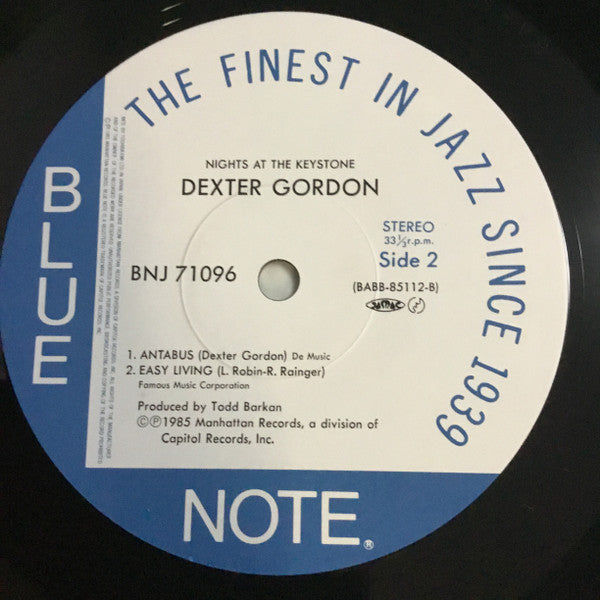 THE FINEST IN JAZZ SINCE 1939
BLUE
NOTE®
NIGHTS AT THE KEYSTONE
DEXTER GORDON
STEREO
33⅓r.p.m.
BNJ 71096
Side 2
(BABB-85112-B)
1. ANTABUS (Dexter Gordon) De Music
2. EASY LIVING (L. Robin-R. Rainger)
Famous Music Corporation
Produced by Todd Barkan
©℗1985 Manhattan Records, a division of
Capitol Records, Inc.